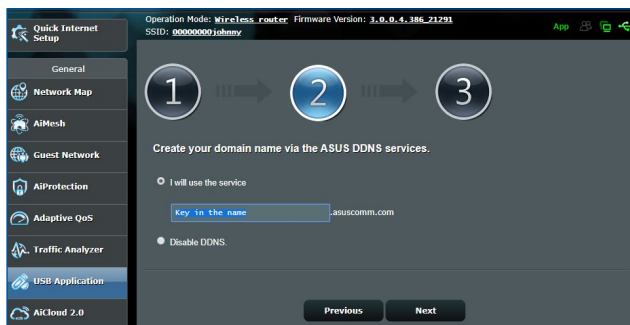 Quick Internet
Setup
Operation Mode: Wireless router Firmware Version: 3.0.0.4.386_21291
SSID: 00000000johnny
App
General
Network Map
AiMesh
Guest Network
AiProtection
Adaptive QoS
Traffic Analyzer
USB Application
AiCloud 2.0
1
2
3
Create your domain name via the ASUS DDNS services.
I will use the service
Key in the name .asuscomm.com
Disable DDNS.
Previous Next